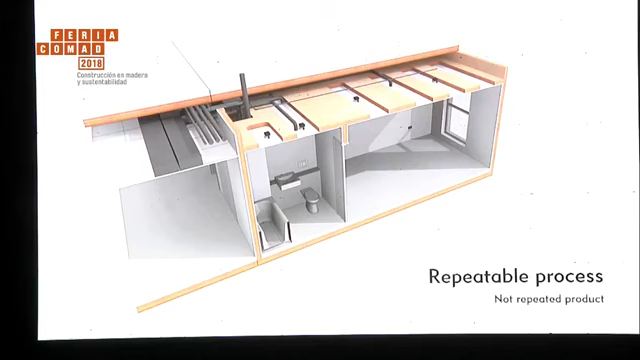 FERIA
COMAD
2018
Construcción en madera
y sustentabilidad
Repeatable process
Not repeated product